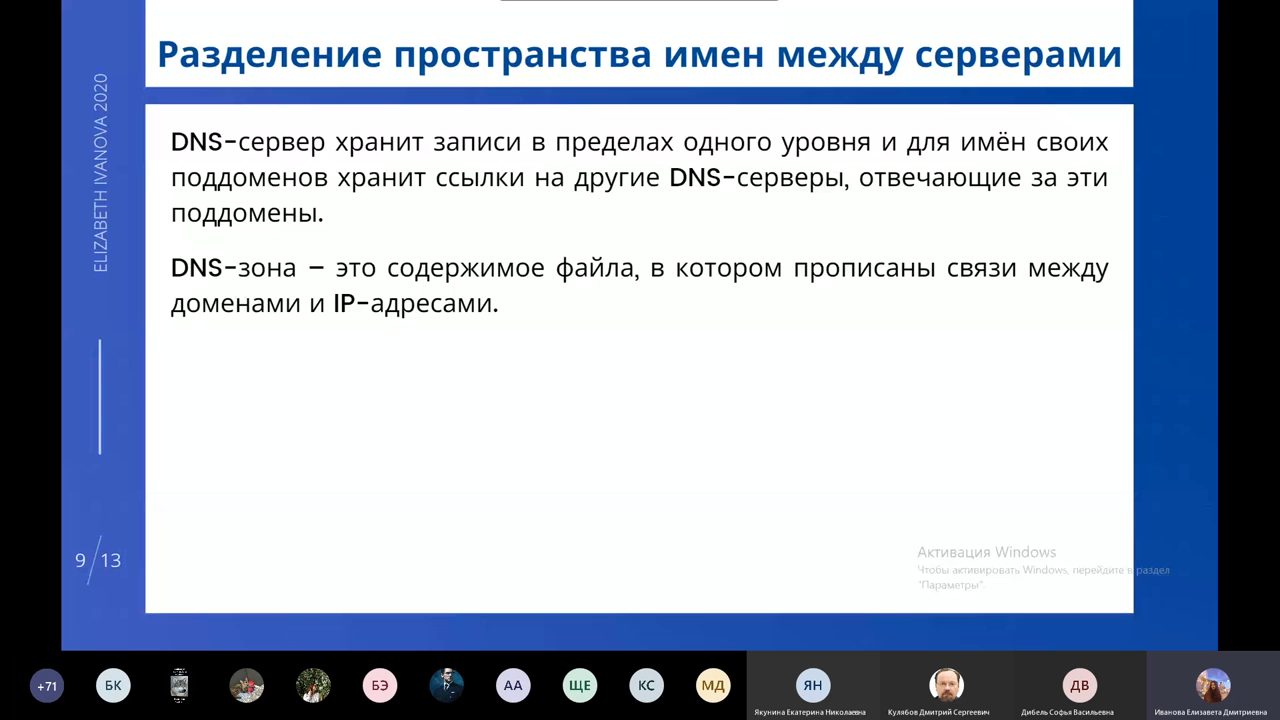 Разделение пространства имен между серверами
ELIZABETH IVANOVA 2020
DNS-сервер хранит записи в пределах одного уровня и для имён своих
поддоменов хранит ссылки на другие DNS-серверы, отвечающие за эти
поддомены.
DNS-зона – это содержимое файла, в котором прописаны связи между
доменами и IP-адресами.
9/13
Активация Windows
Чтобы активировать Windows, перейдите в раздел
"Параметры".
+71
БК
БЭ
АА
ЩЕ
КС
МД
ЯН
ДВ
Якунина Екатерина Николаевна
Кулябов Дмитрий Сергеевич
Дибель Софья Васильевна
Иванова Елизавета Дмитриевна